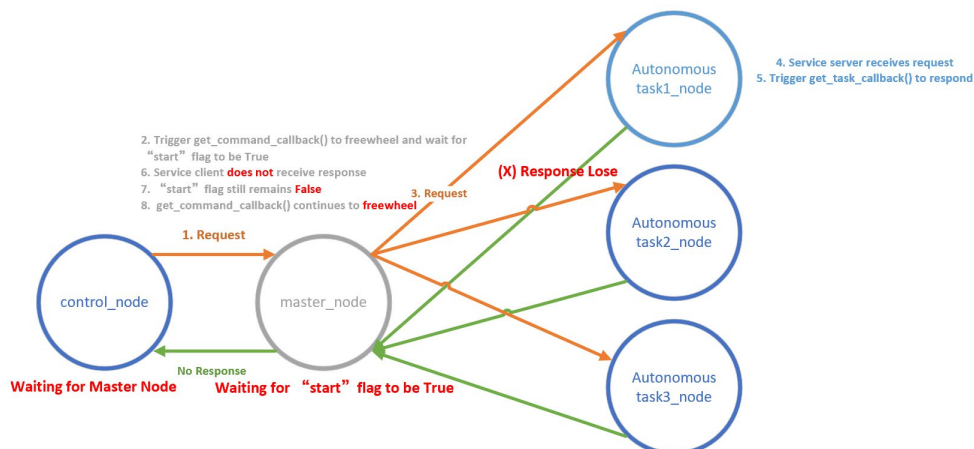 Autonomous
task1_node
4. Service server receives request
5. Trigger get_task_callback() to respond
2. Trigger get_command_callback() to freewheel and wait for
“start” flag to be True
6. Service client does not receive response
7. “start” flag still remains False
8. get_command_callback() continues to freewheel
(X) Response Lose
3. Request
1. Request
Autonomous
task2_node
control_node
master_node
No Response
Waiting for Master Node
Waiting for “start” flag to be True
Autonomous
task3_node